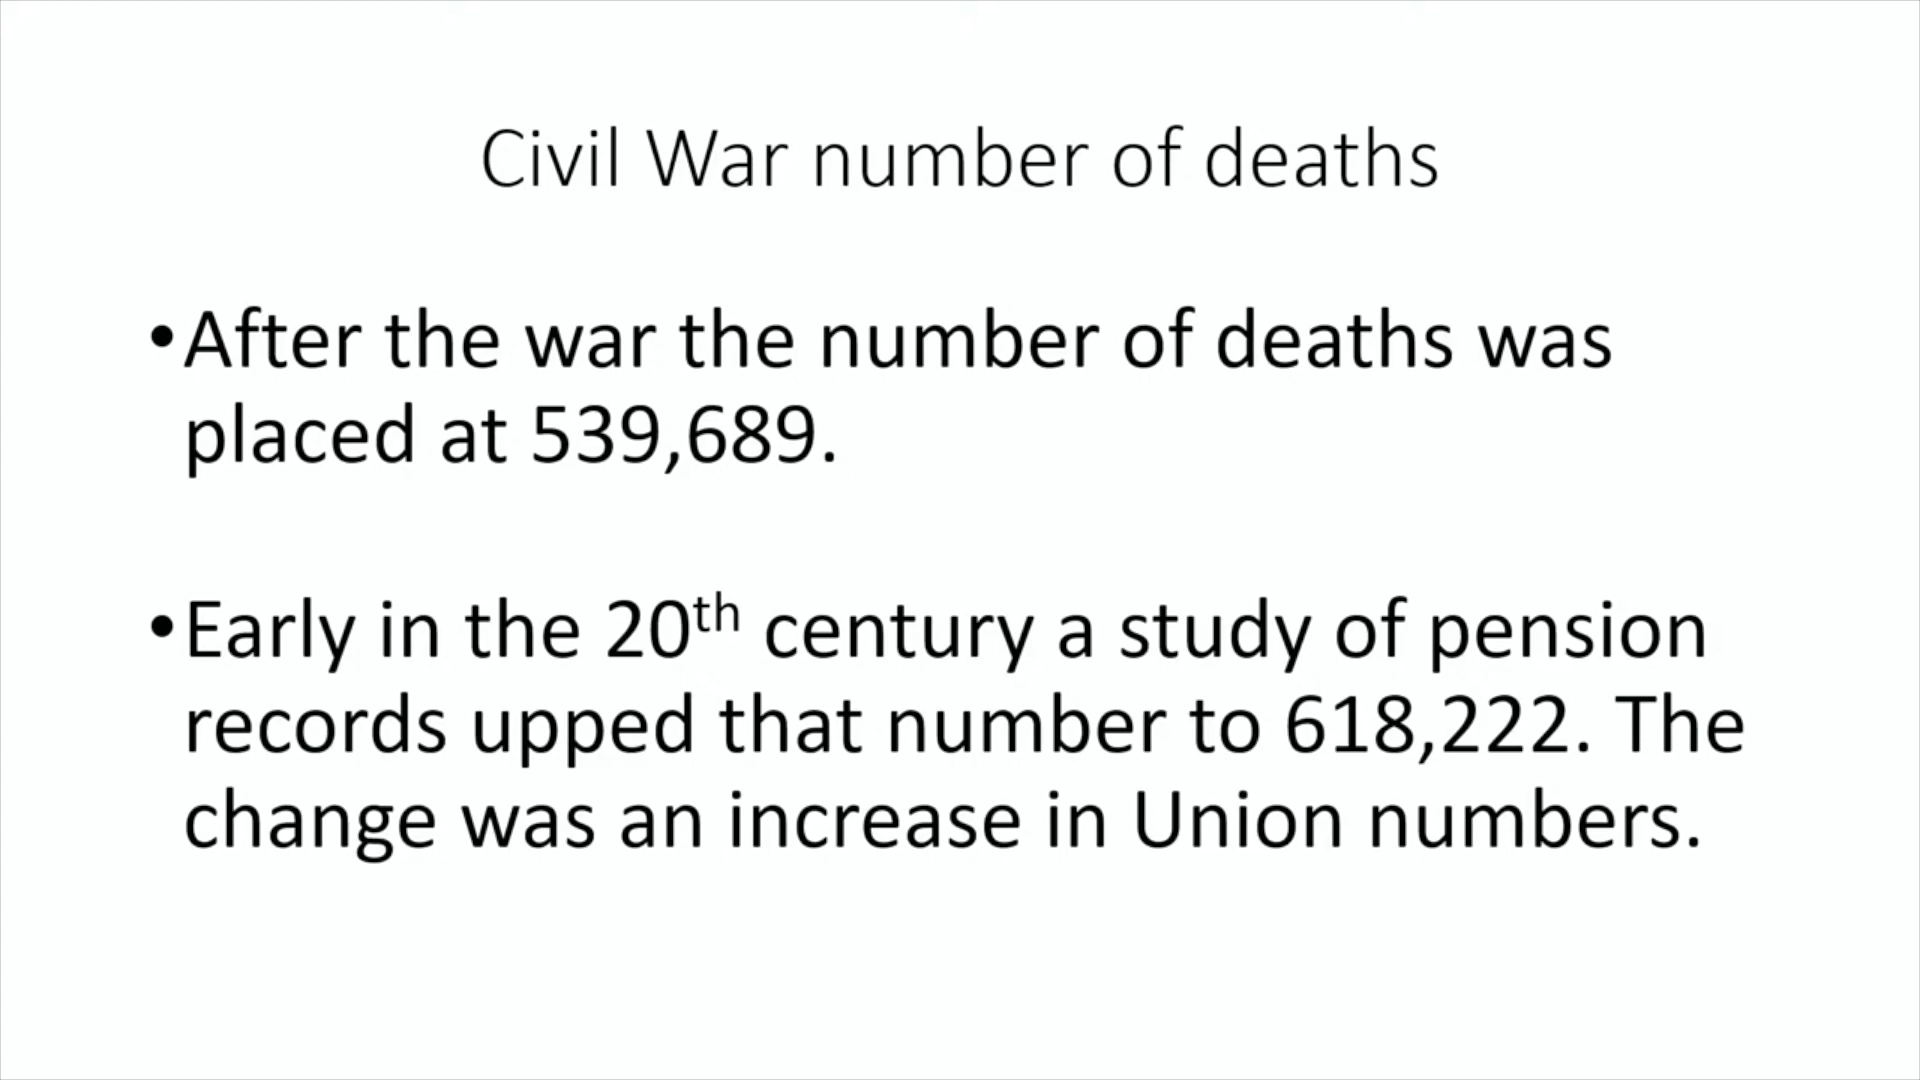 Civil War number of deaths
•After the war the number of deaths was
placed at 539,689.
•Early in the 20th century a study of pension
records upped that number to 618,222. The
change was an increase in Union numbers.